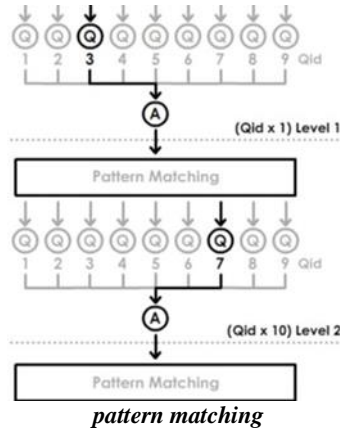 Q Q Q Q Q Q Q Q Q
1 2 3 4 5 6 7 8 9 Qid
A
(Qid x 1) Level 1
Pattern Matching
Q Q Q Q Q Q Q Q Q
1 2 3 4 5 6 7 8 9 Qid
A
(Qid x 10) Level 2
Pattern Matching
pattern matching